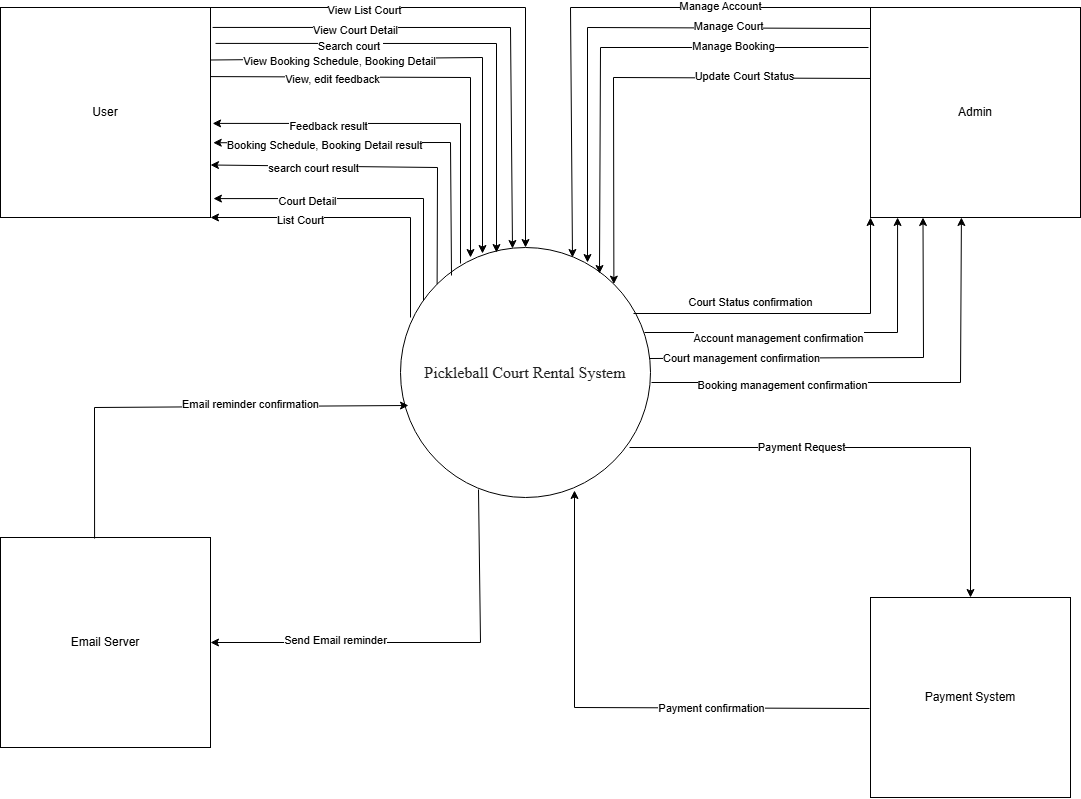 View List Court
Manage Account
View Court Detail
Manage Court
Search court
Manage Booking
View Booking Schedule, Booking Detail
View, edit feedback
Update Court Status
User
Admin
Feedback result
Booking Schedule, Booking Detail result
search court result
Court Detail
List Court
Court Status confirmation
Account management confirmation
Court management confirmation
Pickleball Court Rental System
Booking management confirmation
Email reminder confirmation
Payment Request
Send Email reminder
Email Server
Payment System
Payment confirmation